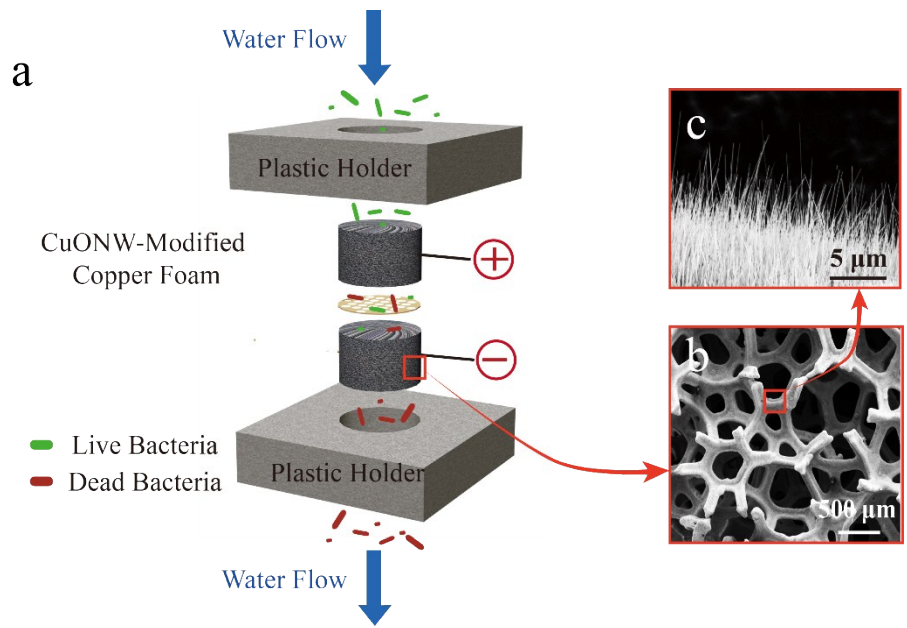 a
Water Flow
Plastic Holder
CuONW-Modified
Copper Foam
+
−
Live Bacteria
Dead Bacteria
Plastic Holder
Water Flow
c
5 μm
b
500 μm